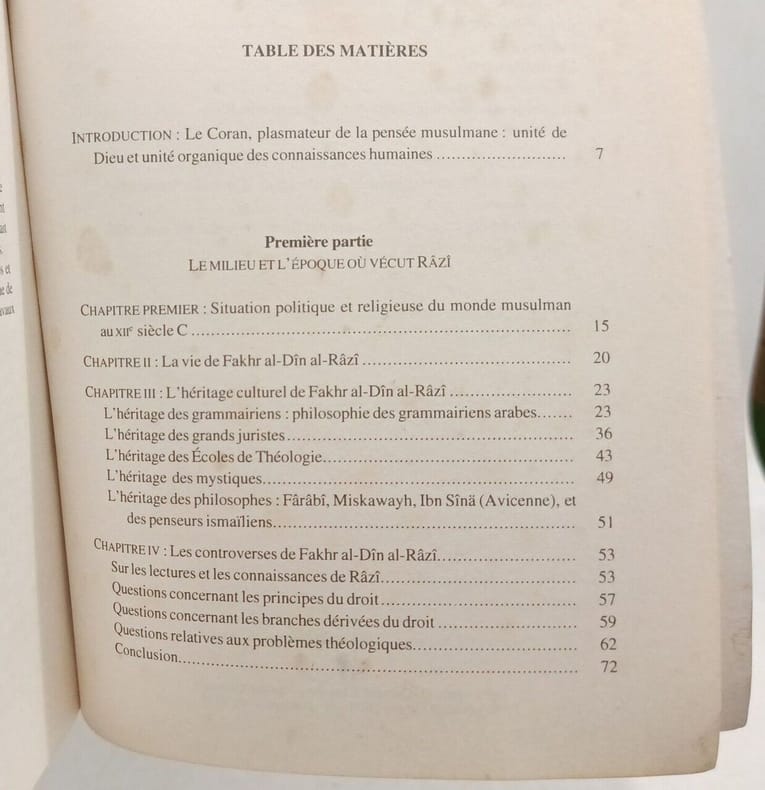 TABLE DES MATIÈRES
INTRODUCTION : Le Coran, plasmateur de la pensée musulmane : unité de
Dieu et unité organique des connaissances humaines .......................... 7
Première partie
LE MILIEU ET L'ÉPOQUE OÙ VÉCUT RÂZÎ
CHAPITRE PREMIER : Situation politique et religieuse du monde musulman
au XIIe siècle C .......................................................................... 15
CHAPITRE II : La vie de Fakhr al-Dîn al-Râzî ......................................... 20
CHAPITRE III : L'héritage culturel de Fakhr al-Dîn al-Râzî ........................ 23
L'héritage des grammairiens : philosophie des grammairiens arabes....... 23
L'héritage des grands juristes........................................................ 36
L'héritage des Écoles de Théologie................................................. 43
L'héritage des mystiques.............................................................. 49
L'héritage des philosophes : Fârâbî, Miskawayh, Ibn Sînä (Avicenne), et
des penseurs ismaïliens............................................................ 51
CHAPITRE IV : Les controverses de Fakhr al-Dîn al-Râzî........................... 53
Sur les lectures et les connaissances de Râzî....................................... 53
Questions concernant les principes du droit....................................... 57
Questions concernant les branches dérivées du droit ........................... 59
Questions relatives aux problèmes théologiques................................. 62
Conclusion................................................................................ 72